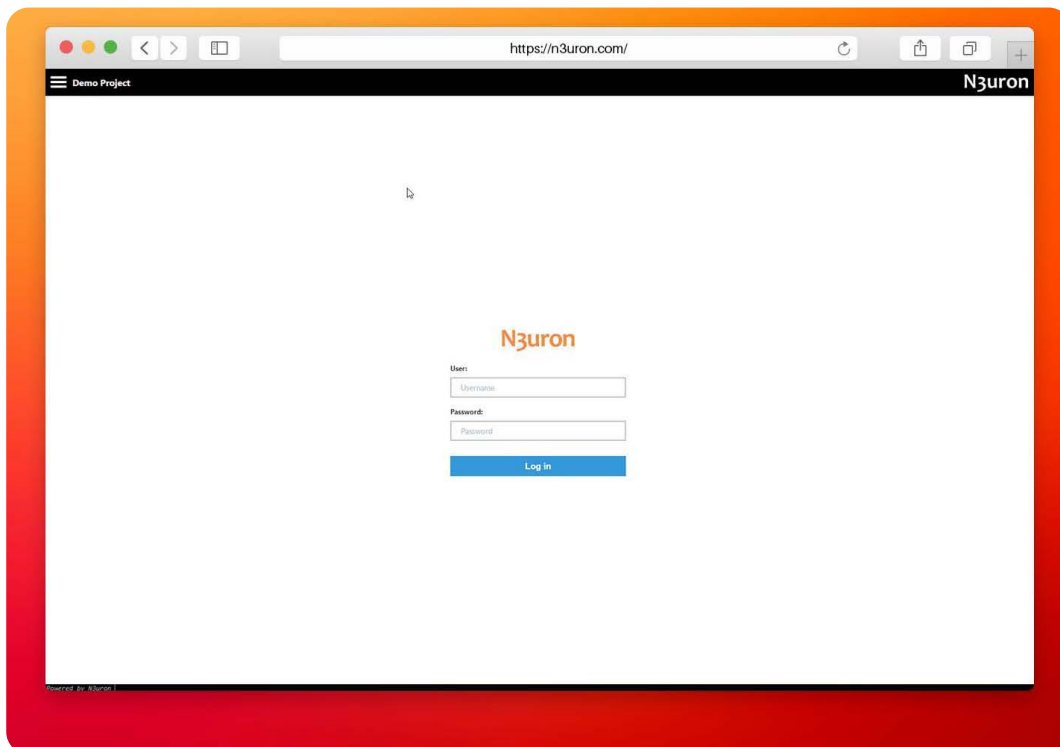 https://n3uron.com/
Demo Project
N3uron
N3uron
User:
Username
Password:
Password
Log in
Powered by N3uron |